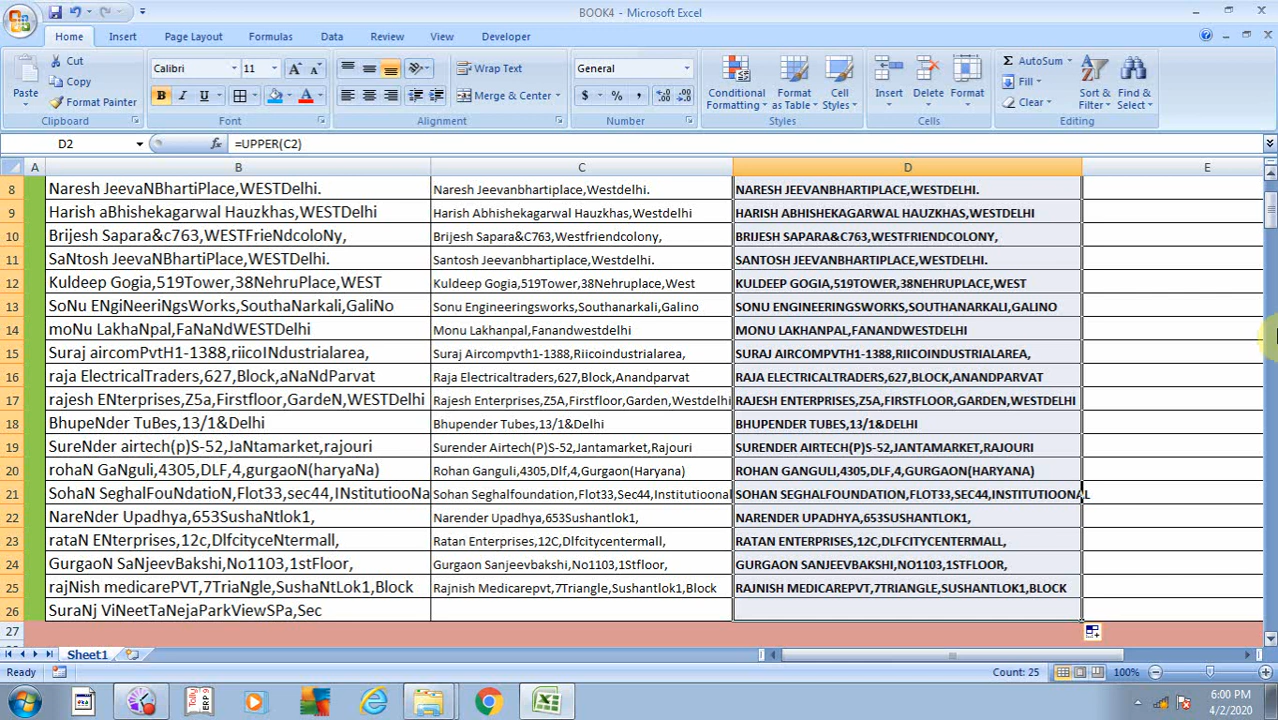 BOOK4 - Microsoft Excel
Home Insert Page Layout Formulas Data Review View Developer
Cut
Copy
Format Painter
Paste
Clipboard
Calibri 11
Font
Wrap Text
Merge & Center
Alignment
General
Number
Conditional Formatting
Format as Table
Cell Styles
Styles
Insert Delete Format
Cells
AutoSum
Fill
Clear
Sort & Filter
Find & Select
Editing
D2 fx =UPPER(C2)
A B C D E
8 Naresh JeevaNBhartiPlace,WESTDelhi. Naresh Jeevanbhartiplace,Westdelhi. NARESH JEEVANBHARTIPLACE,WESTDELHI.
9 Harish aBhishekagarwal Hauzkhas,WESTDelhi Harish Abhishekagarwal Hauzkhas,Westdelhi HARISH ABHISHEKAGARWAL HAUZKHAS,WESTDELHI
10 Brijesh Sapara&c763,WESTFrieNdcoloNy, Brijesh Sapara&C763,Westfriendcolony, BRIJESH SAPARA&C763,WESTFRIENDCOLONY,
11 SaNtosh JeevaNBhartiPlace,WESTDelhi. Santosh Jeevanbhartiplace,Westdelhi. SANTOSH JEEVANBHARTIPLACE,WESTDELHI.
12 Kuldeep Gogia,519Tower,38NehruPlace,WEST Kuldeep Gogia,519Tower,38Nehruplace,West KULDEEP GOGIA,519TOWER,38NEHRUPLACE,WEST
13 SoNu ENgiNeeriNgsWorks,SouthaNarkali,GaliNo Sonu Engineeringsworks,Southanarkali,Galino SONU ENGINEERINGSWORKS,SOUTHANARKALI,GALINO
14 moNu LakhaNpal,FaNaNdWESTDelhi Monu Lakhanpal,Fanandwestdelhi MONU LAKHANPAL,FANANDWESTDELHI
15 Suraj aircomPvtH1-1388,riicoINdustrialarea, Suraj Aircompvth1-1388,Riicoindustrialarea, SURAJ AIRCOMPVTH1-1388,RIICOINDUSTRIALAREA,
16 raja ElectricalTraders,627,Block,aNaNdParvat Raja Electricaltraders,627,Block,Anandparvat RAJA ELECTRICALTRADERS,627,BLOCK,ANANDPARVAT
17 rajesh ENterprises,Z5a,Firstfloor,GardeN,WESTDelhi Rajesh Enterprises,Z5A,Firstfloor,Garden,Westdelhi RAJESH ENTERPRISES,Z5A,FIRSTFLOOR,GARDEN,WESTDELHI
18 BhupeNder TuBes,13/1&Delhi Bhupender Tubes,13/1&Delhi BHUPENDER TUBES,13/1&DELHI
19 SureNder airtech(p)S-52,JaNtamarket,rajouri Surender Airtech(P)S-52,Jantamarket,Rajouri SURENDER AIRTECH(P)S-52,JANTAMARKET,RAJOURI
20 rohaN GaNguli,4305,DLF,4,gurgaoN(haryaNa) Rohan Ganguli,4305,Dlf,4,Gurgaon(Haryana) ROHAN GANGULI,4305,DLF,4,GURGAON(HARYANA)
21 SohaN SeghalFouNdatioN,Flot33,sec44,INstitutiooNa Sohan Seghalfoundation,Flot33,Sec44,Institutioonal SOHAN SEGHALFOUNDATION,FLOT33,SEC44,INSTITUTIOONAL
22 NareNder Upadhya,653SushaNtlok1, Narender Upadhya,653Sushantlok1, NARENDER UPADHYA,653SUSHANTLOK1,
23 rataN ENterprises,12c,DlfcityceNtermall, Ratan Enterprises,12C,Dlfcitycentermall, RATAN ENTERPRISES,12C,DLFCITYCENTERMALL,
24 GurgaoN SaNjeevBakshi,No1103,1stFloor, Gurgaon Sanjeevbakshi,No1103,1Stfloor, GURGAON SANJEEVBAKSHI,NO1103,1STFLOOR,
25 rajNish medicarePVT,7TriaNgle,SushaNtLok1,Block Rajnish Medicarepvt,7Triangle,Sushantlok1,Block RAJNISH MEDICAREPVT,7TRIANGLE,SUSHANTLOK1,BLOCK
26 SuraNj ViNeetTaNejaParkViewSPa,Sec
27
Sheet1
Ready Count: 25 100%
6:00 PM
4/2/2020